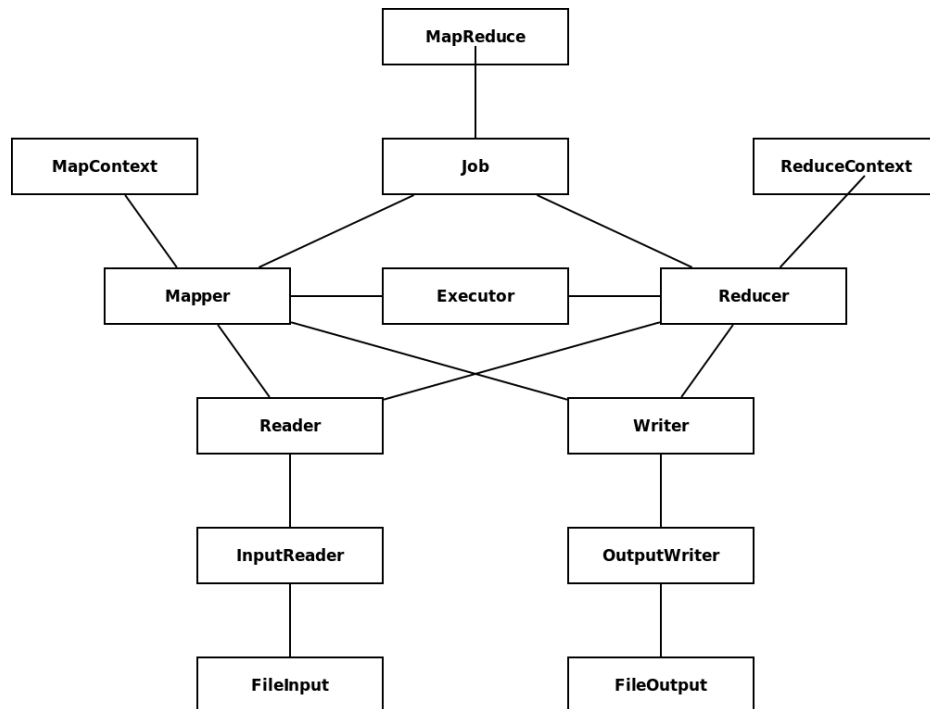 MapReduce
MapContext
Job
ReduceContext
Mapper
Executor
Reducer
Reader
Writer
InputReader
OutputWriter
FileInput
FileOutput